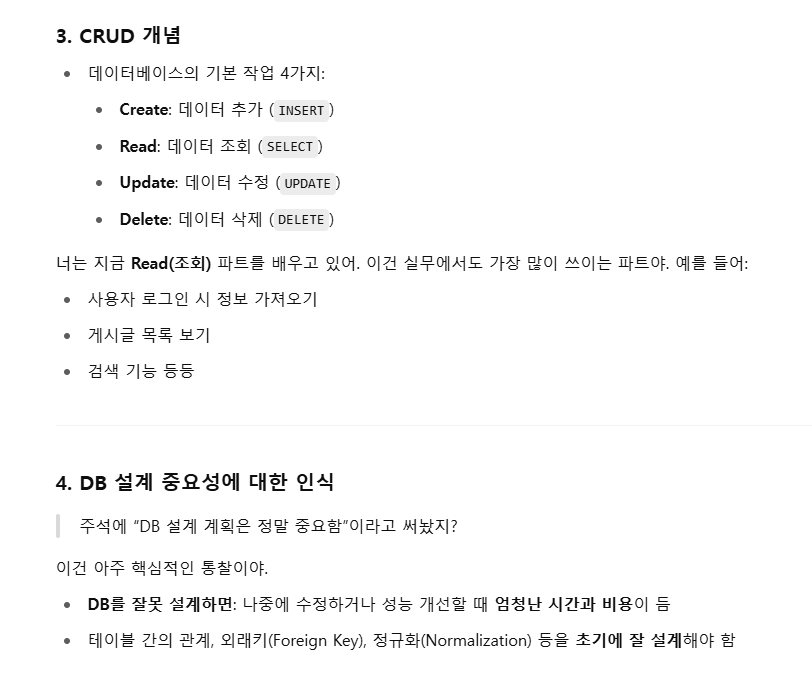 3. CRUD 개념
데이터베이스의 기본 작업 4가지:
Create: 데이터 추가 (INSERT)
Read: 데이터 조회 (SELECT)
Update: 데이터 수정 (UPDATE)
Delete: 데이터 삭제 (DELETE)
너는 지금 Read(조회) 파트를 배우고 있어. 이건 실무에서도 가장 많이 쓰이는 파트야. 예를 들어:
사용자 로그인 시 정보 가져오기
게시글 목록 보기
검색 기능 등등
4. DB 설계 중요성에 대한 인식
주석에 “DB 설계 계획은 정말 중요함”이라고 써놨지?
이건 아주 핵심적인 통찰이야.
DB를 잘못 설계하면: 나중에 수정하거나 성능 개선할 때 엄청난 시간과 비용이 듬
테이블 간의 관계, 외래키(Foreign Key), 정규화(Normalization) 등을 초기에 잘 설계해야 함